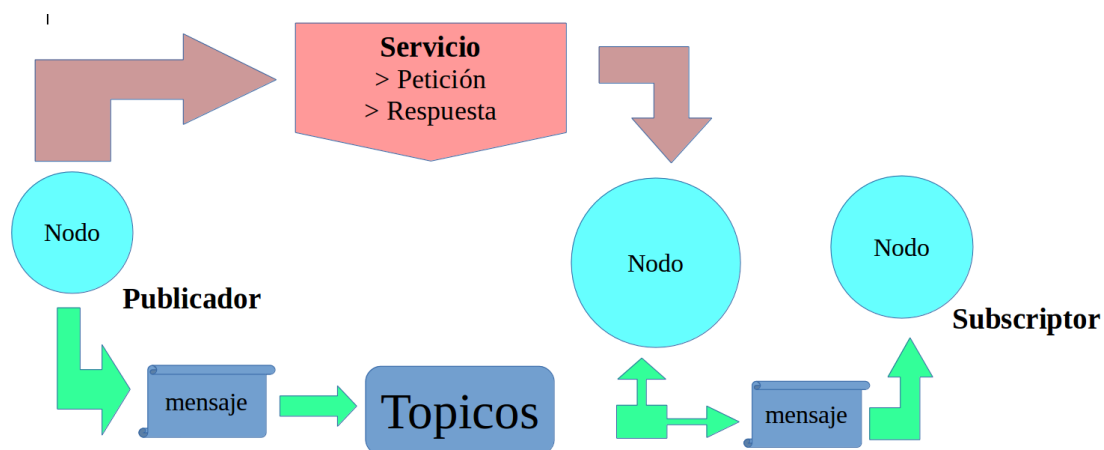 Servicio
> Petición
> Respuesta
Nodo
Nodo
Nodo
Publicador
Subscriptor
mensaje
Topicos
mensaje